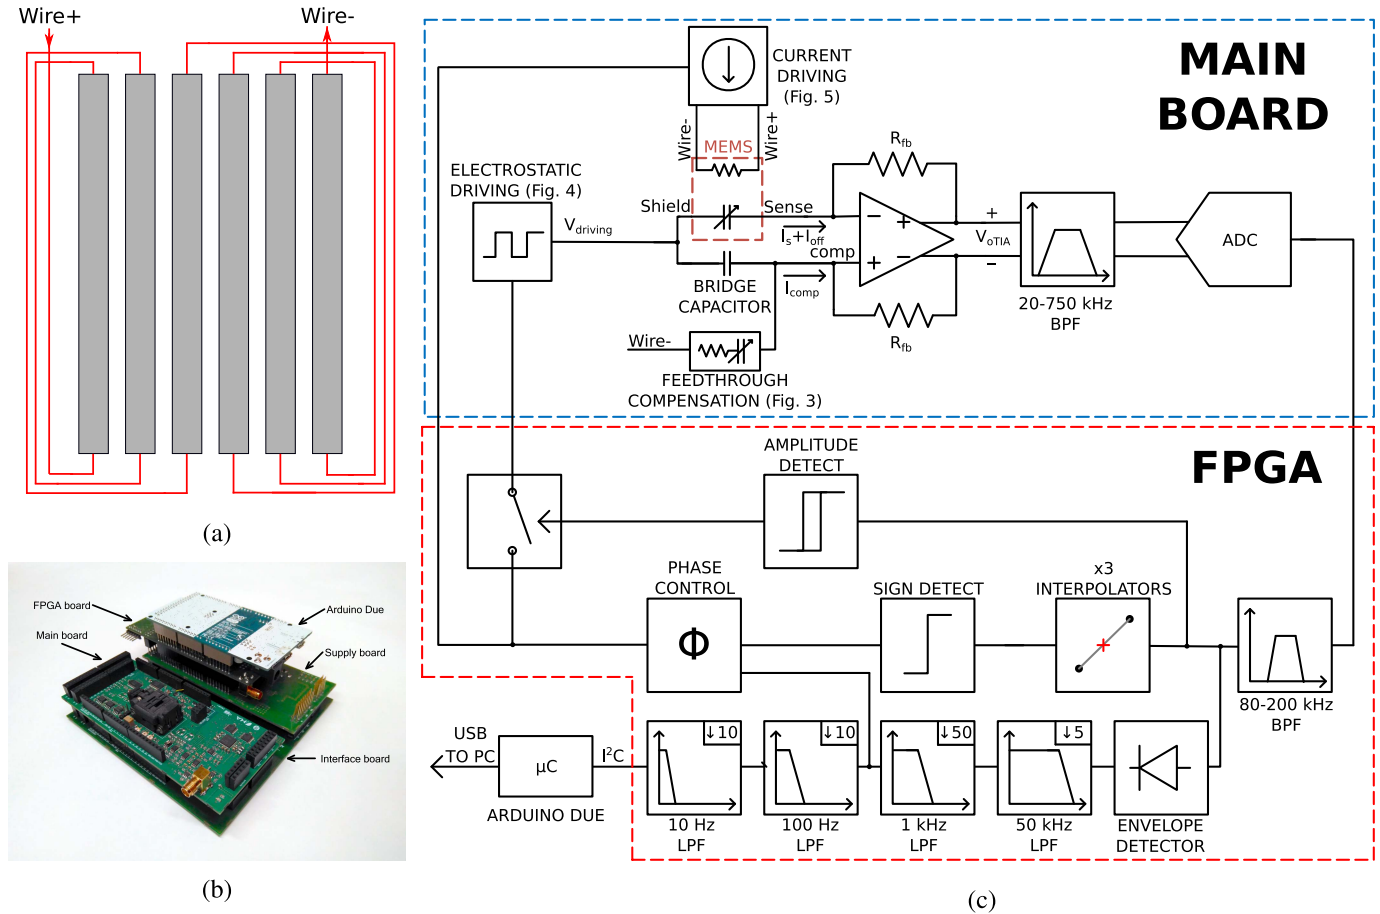 Wire+
Wire-
(a)
FPGA board
Main board
Arduino Due
Supply board
Interface board
(b)
MAIN
BOARD
CURRENT
DRIVING
(Fig. 5)
Wire-
Wire+
MEMS
ELECTROSTATIC
DRIVING (Fig. 4)
Vdriving
Shield
Sense
Is+Ioff
comp
Icomp
BRIDGE
CAPACITOR
Wire-
FEEDTHROUGH
COMPENSATION (Fig. 3)
Rfb
− +
+ −
Rfb
+
VoTIA
−
20-750 kHz
BPF
ADC
FPGA
AMPLITUDE
DETECT
PHASE
CONTROL
Φ
SIGN DETECT
x3
INTERPOLATORS
80-200 kHz
BPF
USB
TO PC
µC
ARDUINO DUE
I²C
↓10
10 Hz
LPF
↓10
100 Hz
LPF
↓50
1 kHz
LPF
↓5
50 kHz
LPF
ENVELOPE
DETECTOR
(c)